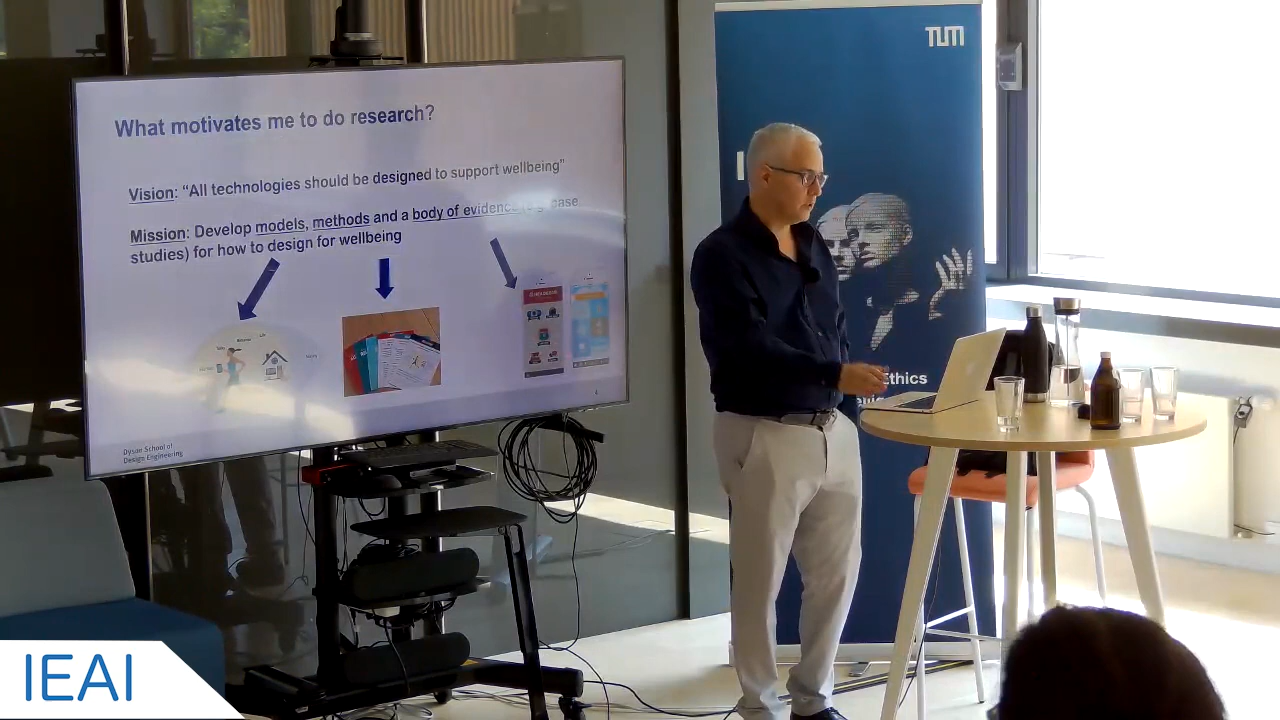 What motivates me to do research?
Vision: “All technologies should be designed to support wellbeing”
Mission: Develop models, methods and a body of evidence case
studies) for how to design for wellbeing
Dyson School of
Design Engineering
TUM
I
Ethics
IEAI